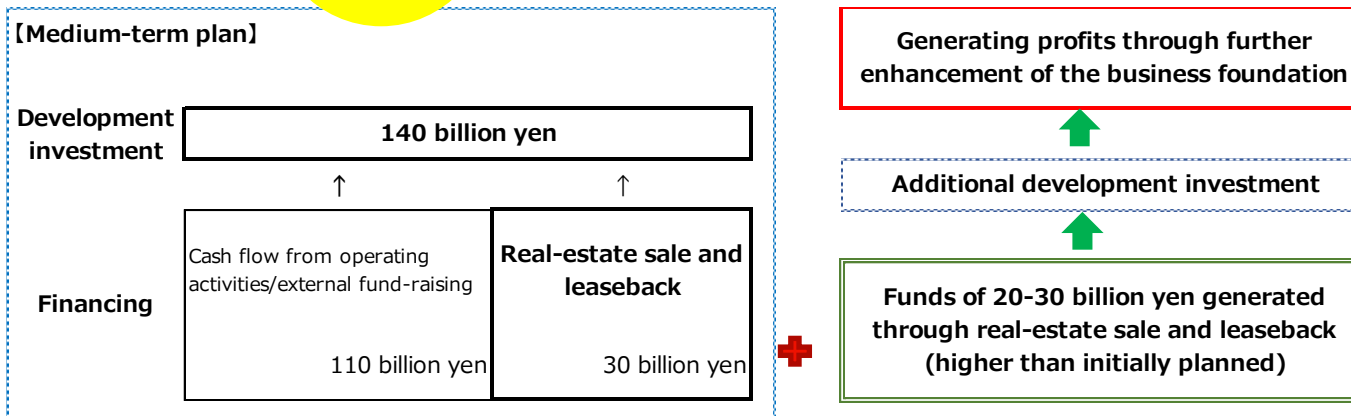 【Medium-term plan】
Development
investment
140 billion yen
↑ ↑
Financing
Cash flow from operating
activities/external fund-raising
110 billion yen
Real-estate sale and
leaseback
30 billion yen
Generating profits through further
enhancement of the business foundation
Additional development investment
Funds of 20-30 billion yen generated
through real-estate sale and leaseback
(higher than initially planned)